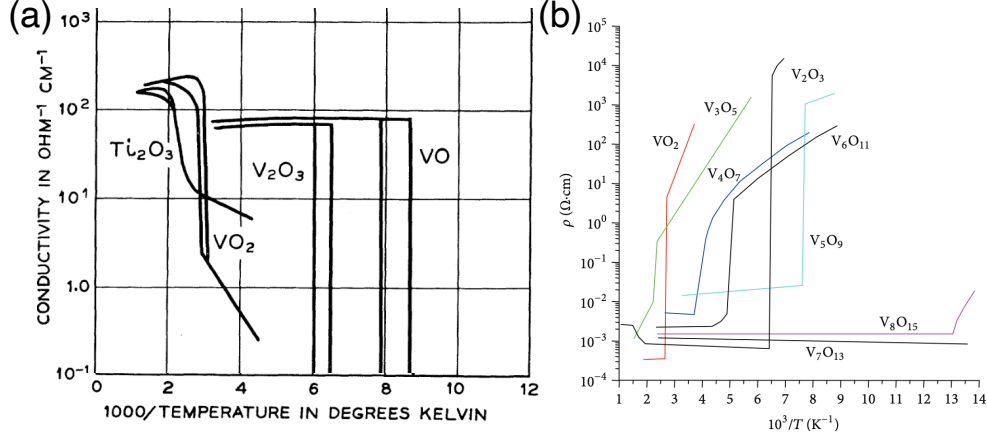 (a)
CONDUCTIVITY IN OHM⁻¹ CM⁻¹
10³
10²
10¹
1.0
10⁻¹
0 2 4 6 8 10 12
1000/TEMPERATURE IN DEGREES KELVIN
Ti₂O₃
VO₂
V₂O₃
VO
(b)
ρ (Ω·cm)
10⁵
10⁴
10³
10²
10¹
10⁰
10⁻¹
10⁻²
10⁻³
10⁻⁴
1 2 3 4 5 6 7 8 9 10 11 12 13 14
10³/T (K⁻¹)
V₂O₃
V₃O₅
VO₂
V₆O₁₁
V₄O₇
V₅O₉
V₈O₁₅
V₇O₁₃